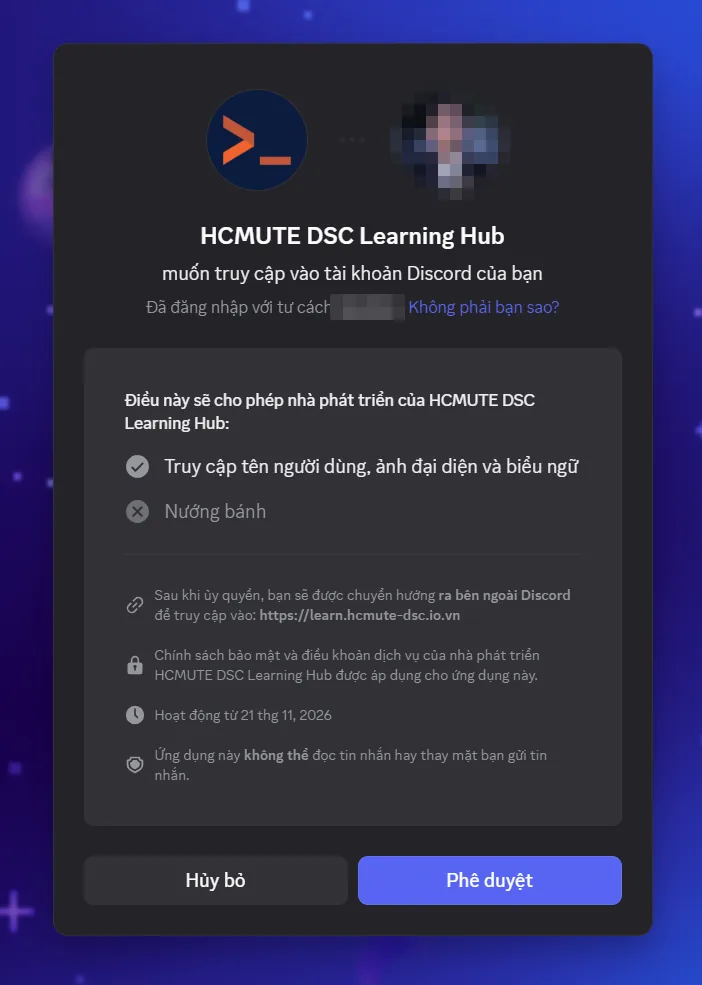 HCMUTE DSC Learning Hub
muốn truy cập vào tài khoản Discord của bạn
Đã đăng nhập với tư cách Không phải bạn sao?
Điều này sẽ cho phép nhà phát triển của HCMUTE DSC
Learning Hub:
Truy cập tên người dùng, ảnh đại diện và biểu ngữ
Nướng bánh
Sau khi ủy quyền, bạn sẽ được chuyển hướng ra bên ngoài Discord
để truy cập vào: https://learn.hcmute-dsc.io.vn
Chính sách bảo mật và điều khoản dịch vụ của nhà phát triển
HCMUTE DSC Learning Hub được áp dụng cho ứng dụng này.
Hoạt động từ 21 thg 11, 2026
Ứng dụng này không thể đọc tin nhắn hay thay mặt bạn gửi tin
nhắn.
Hủy bỏ
Phê duyệt